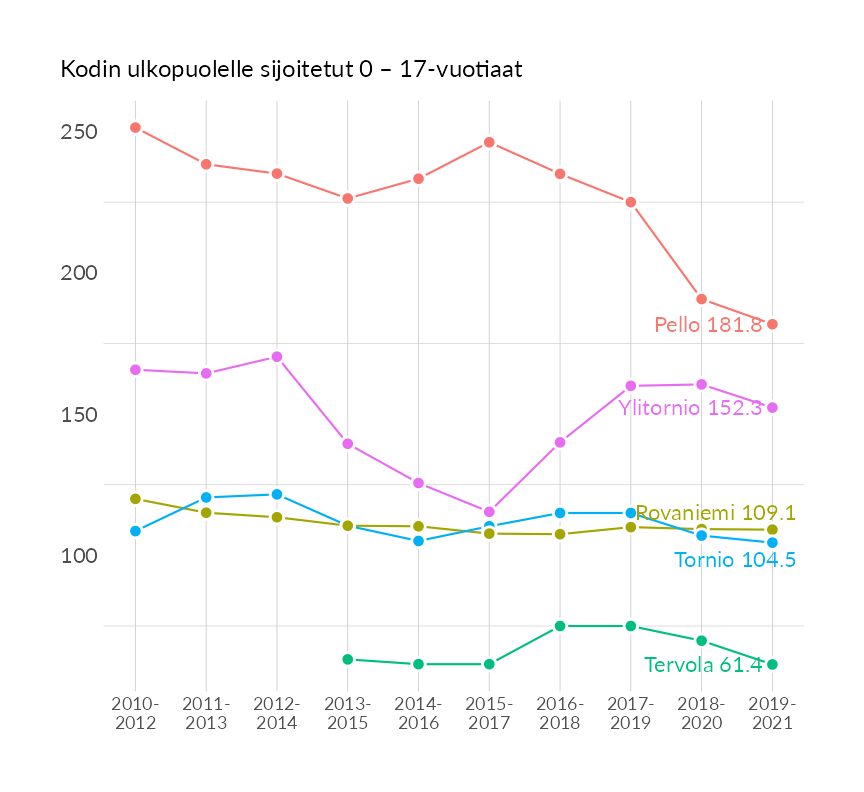 Kodin ulkopuolelle sijoitetut 0 – 17-vuotiaat
250
200
150
100
Pello 181.8
Ylitornio 152.3
Rovaniemi 109.1
Tornio 104.5
Tervola 61.4
2010- 2011- 2012- 2013- 2014- 2015- 2016- 2017- 2018- 2019-
2012 2013 2014 2015 2016 2017 2018 2019 2020 2021